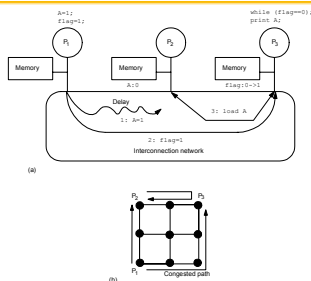 A=1;
flag=1;
while (flag==0);
print A;
P1
P2
P3
Memory
Memory
Memory
A:0
flag:0->1
Delay
1: A=1
3: load A
2: flag=1
Interconnection network
(a)
P2
P3
P1
Congested path
(b)